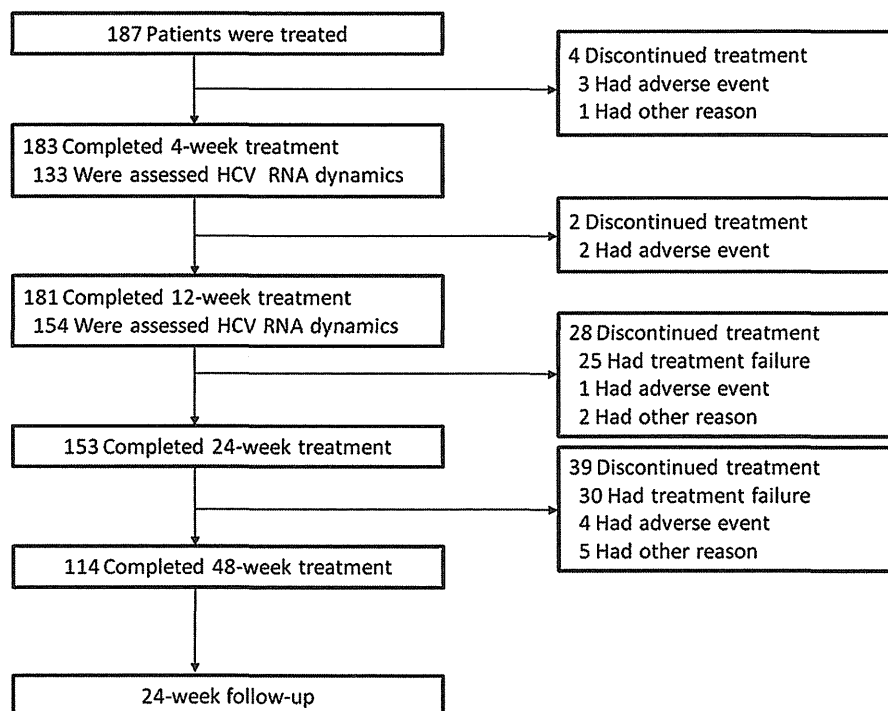 187 Patients were treated
4 Discontinued treatment
3 Had adverse event
1 Had other reason
183 Completed 4-week treatment
133 Were assessed HCV RNA dynamics
2 Discontinued treatment
2 Had adverse event
181 Completed 12-week treatment
154 Were assessed HCV RNA dynamics
28 Discontinued treatment
25 Had treatment failure
1 Had adverse event
2 Had other reason
153 Completed 24-week treatment
39 Discontinued treatment
30 Had treatment failure
4 Had adverse event
5 Had other reason
114 Completed 48-week treatment
24-week follow-up